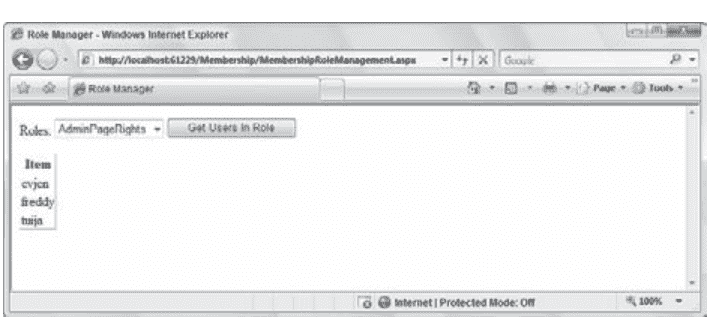 Role Manager - Windows Internet Explorer
http://localhost:61229/Membership/MembershipRoleManagement.aspx
Google
Role Manager
Page
Tools
Roles. AdminPageRights Get Users in Role
Item
evjen
freddy
tuija
Internet | Protected Mode: Off
100%